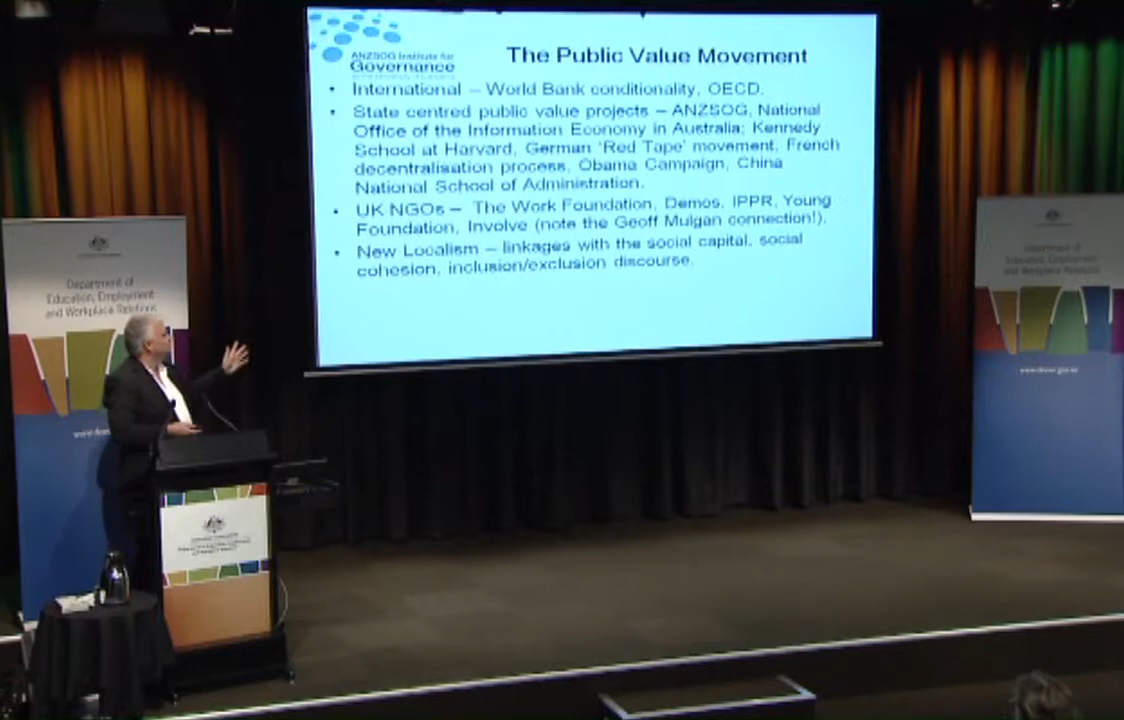 ANZSOG Institute for
Governance
The Public Value Movement
• International – World Bank conditionality, OECD.
• State centred public value projects – ANZSOG, National
Office of the Information Economy in Australia; Kennedy
School at Harvard, German 'Red Tape' movement, French
decentralisation process, Obama Campaign, China
National School of Administration.
• UK NGOs – The Work Foundation, Demos, IPPR, Young
Foundation, Involve (note the Geoff Mulgan connection!).
• New Localism – linkages with the social capital, social
cohesion, inclusion/exclusion discourse.
Department of
Education, Employment
and Workplace Relations
Department of
Education, Employment
and Workplace Relations